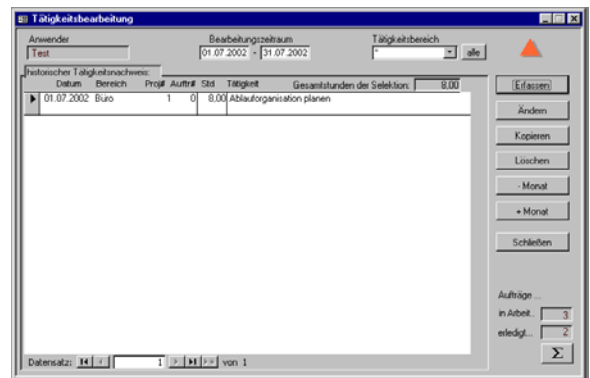 Tätigkeitsbearbeitung
Anwender Bearbeitungszeitraum Tätigkeitsbereich
Test 01.07.2002 - 31.07.2002 * alle
historischer Tätigkeitsnachweis:
Datum Bereich Proj# Auftr# Std Tätigkeit Gesamtstunden der Selektion: 8,00
01.07.2002 Büro 1 0 8,00 Ablauforganisation planen
Erfassen
Ändern
Kopieren
Löschen
- Monat
+ Monat
Schließen
Aufträge ...
in Arbeit.. 3
erledigt... 2
Σ
Datensatz: 1 von 1